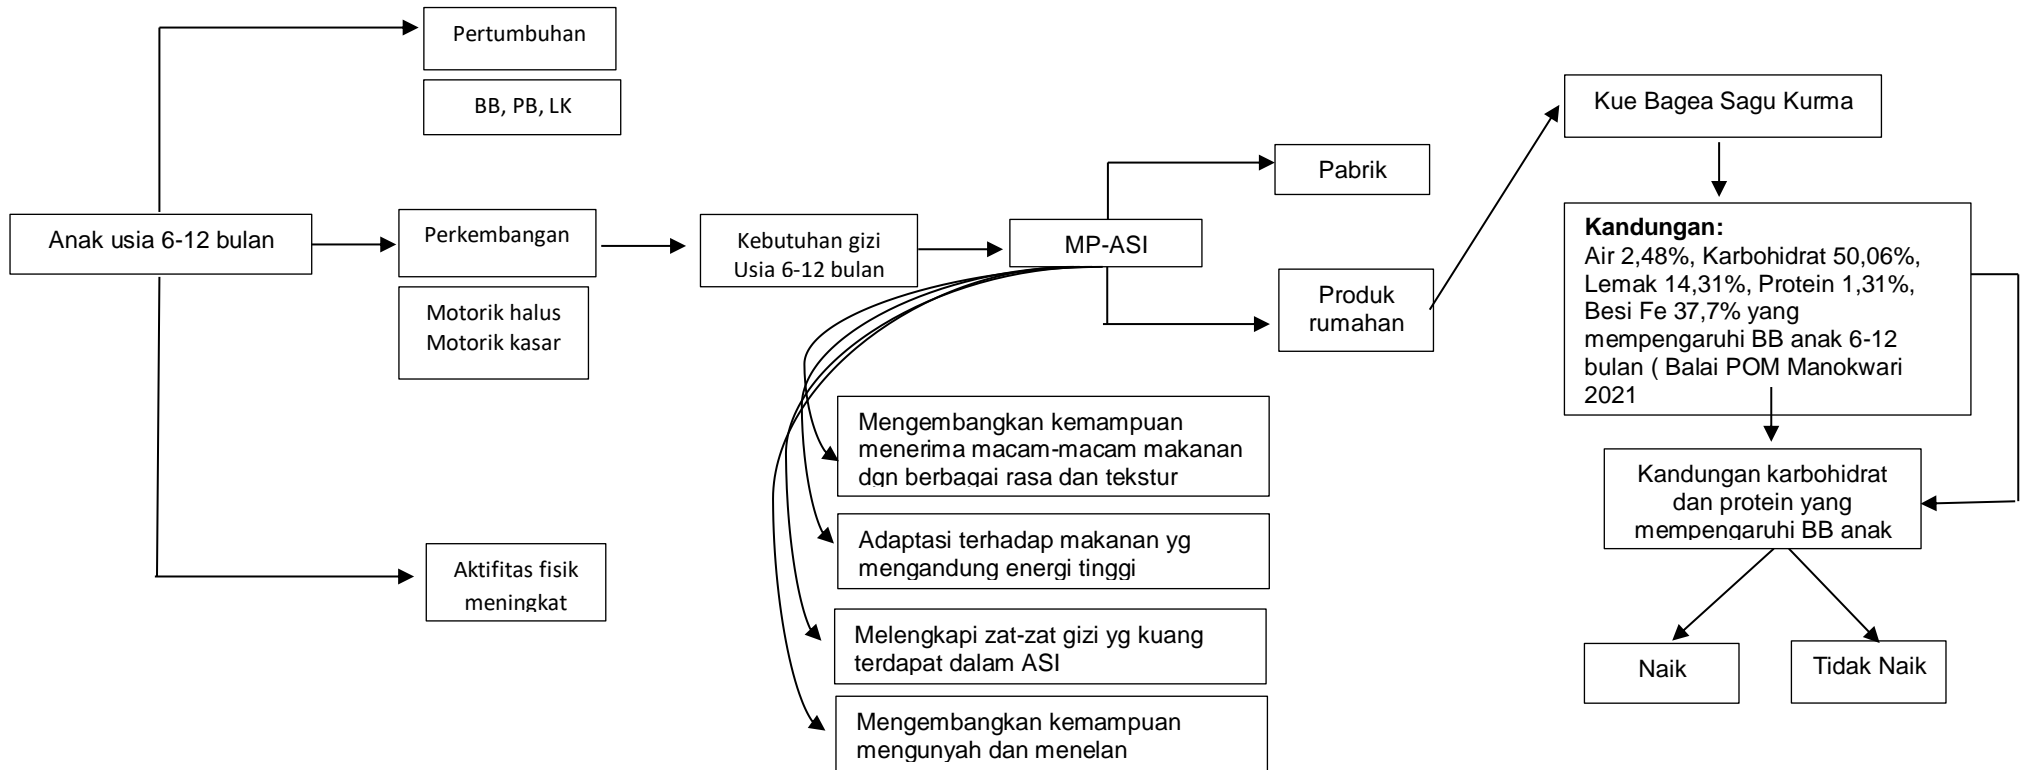 Pertumbuhan
BB, PB, LK
Anak usia 6-12 bulan
Perkembangan
Motorik halus
Motorik kasar
Aktifitas fisik
meningkat
Kebutuhan gizi
Usia 6-12 bulan
MP-ASI
Pabrik
Produk
rumahan
Mengembangkan kemampuan
menerima macam-macam makanan
dgn berbagai rasa dan tekstur
Adaptasi terhadap makanan yg
mengandung energi tinggi
Melengkapi zat-zat gizi yg kuang
terdapat dalam ASI
Mengembangkan kemampuan
mengunyah dan menelan
Kue Bagea Sagu Kurma
Kandungan:
Air 2,48%, Karbohidrat 50,06%,
Lemak 14,31%, Protein 1,31%,
Besi Fe 37,7% yang
mempengaruhi BB anak 6-12
bulan ( Balai POM Manokwari
2021
Kandungan karbohidrat
dan protein yang
mempengaruhi BB anak
Naik
Tidak Naik